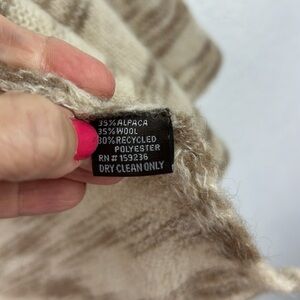 35% ALPACA
35% WOOL
30% RECYCLED
POLYESTER
RN # 159236
DRY CLEAN ONLY